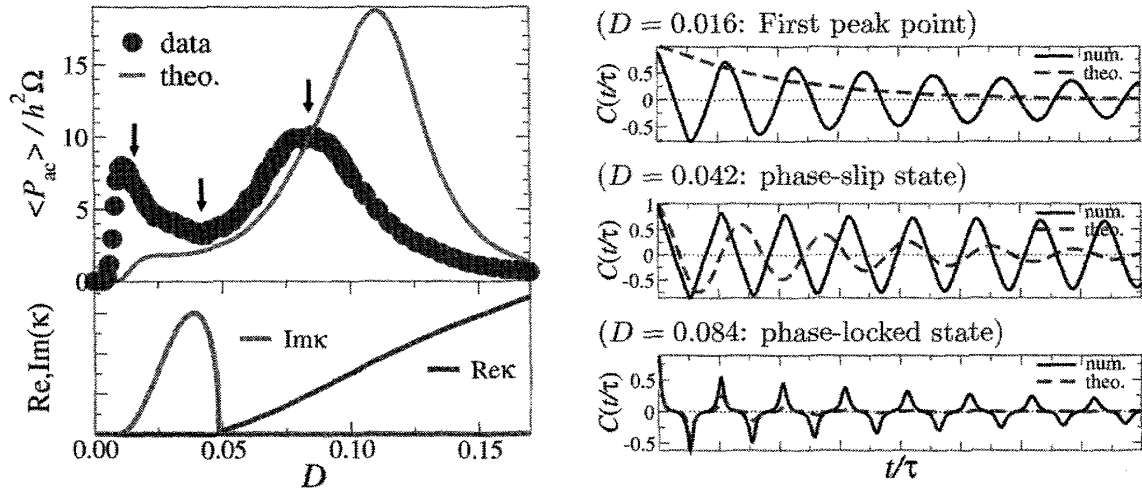 <P_ac> / h²Ω
15
10
5
0
data
theo.
Re,Im(κ)
Imκ
Reκ
0.00
0.05
0.10
0.15
D
(D = 0.016: First peak point)
C(t/τ)
0.5
0
-0.5
num.
theo.
(D = 0.042: phase-slip state)
C(t/τ)
1
0.5
0
-0.5
num.
theo.
(D = 0.084: phase-locked state)
C(t/τ)
0.5
0
-0.5
num.
theo.
t/τ